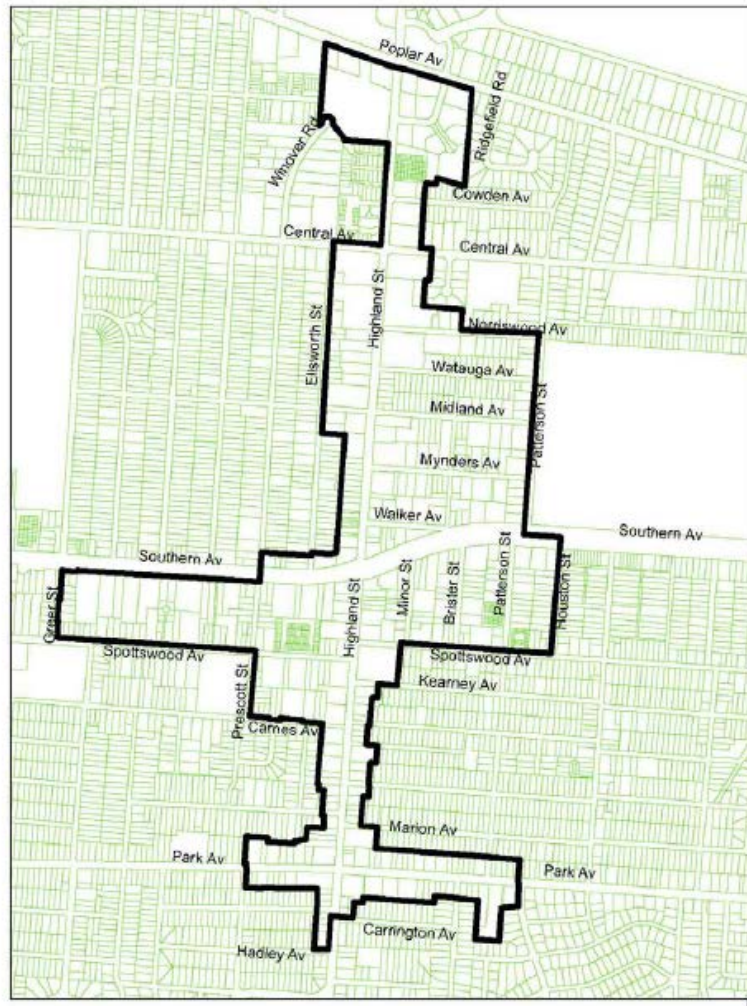 Poplar Av
Ridgefield Rd
Winover Rd
Cowden Av
Central Av
Central Av
Highland St
Ellsworth St
Norriswood Av
Watauga Av
Midland Av
Patterson St
Mynders Av
Walker Av
Southern Av
Southern Av
Greer St
Highland St
Minor St
Brister St
Patterson St
Houston St
Spottswood Av
Spottswood Av
Kearney Av
Prescott St
Carnes Av
Marion Av
Park Av
Park Av
Carrington Av
Hadley Av